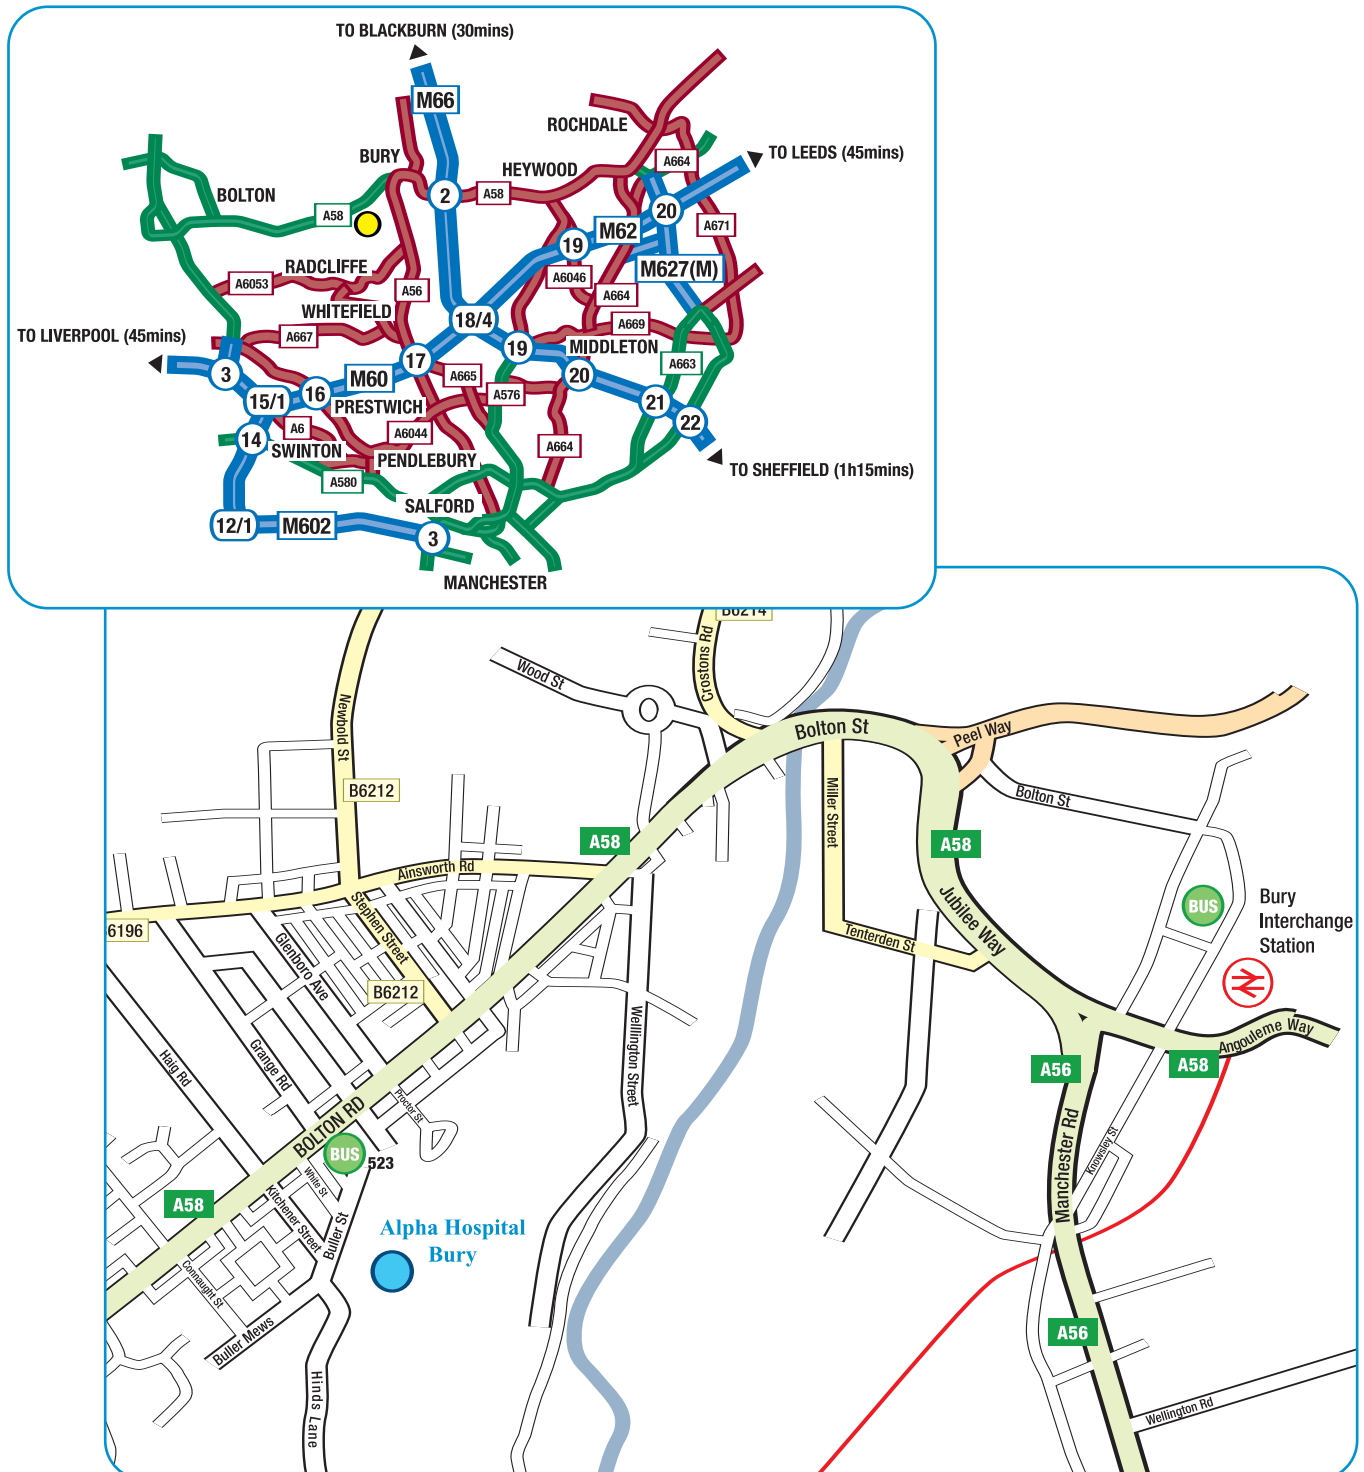 TO BLACKBURN (30mins)
M66
ROCHDALE
BURY
HEYWOOD
A664
TO LEEDS (45mins)
BOLTON
2
A58
A58
20
M62
A671
19
RADCLIFFE
M627(M)
A6053
A6046
A56
A664
WHITEFIELD
18/4
A669
TO LIVERPOOL (45mins)
A667
19
MIDDLETON
17
A663
3
M60
A665
20
16
A576
15/1
PRESTWICH
21
22
A6
A6044
14
SWINTON
A664
PENDLEBURY
TO SHEFFIELD (1h15mins)
A580
SALFORD
12/1
M602
3
MANCHESTER
B6214
Crostons Rd
Wood St
Newbold St
Bolton St
Peel Way
B6212
Bolton St
Miller Street
A58
A58
Ainsworth Rd
Bury
Interchange
Station
BUS
Stephen Street
Jubilee Way
6196
Tenterden St
Glenboro Ave
B6212
Wellington Street
Angouleme Way
Haig Rd
Grange Rd
A56
A58
Proctor St
BOLTON RD
BUS
523
Knowsley St
Manchester Rd
White St
A58
Kitchener Street
Buller St
Alpha Hospital
Bury
Connaught St
Buller Mews
A56
Hinds Lane
Wellington Rd